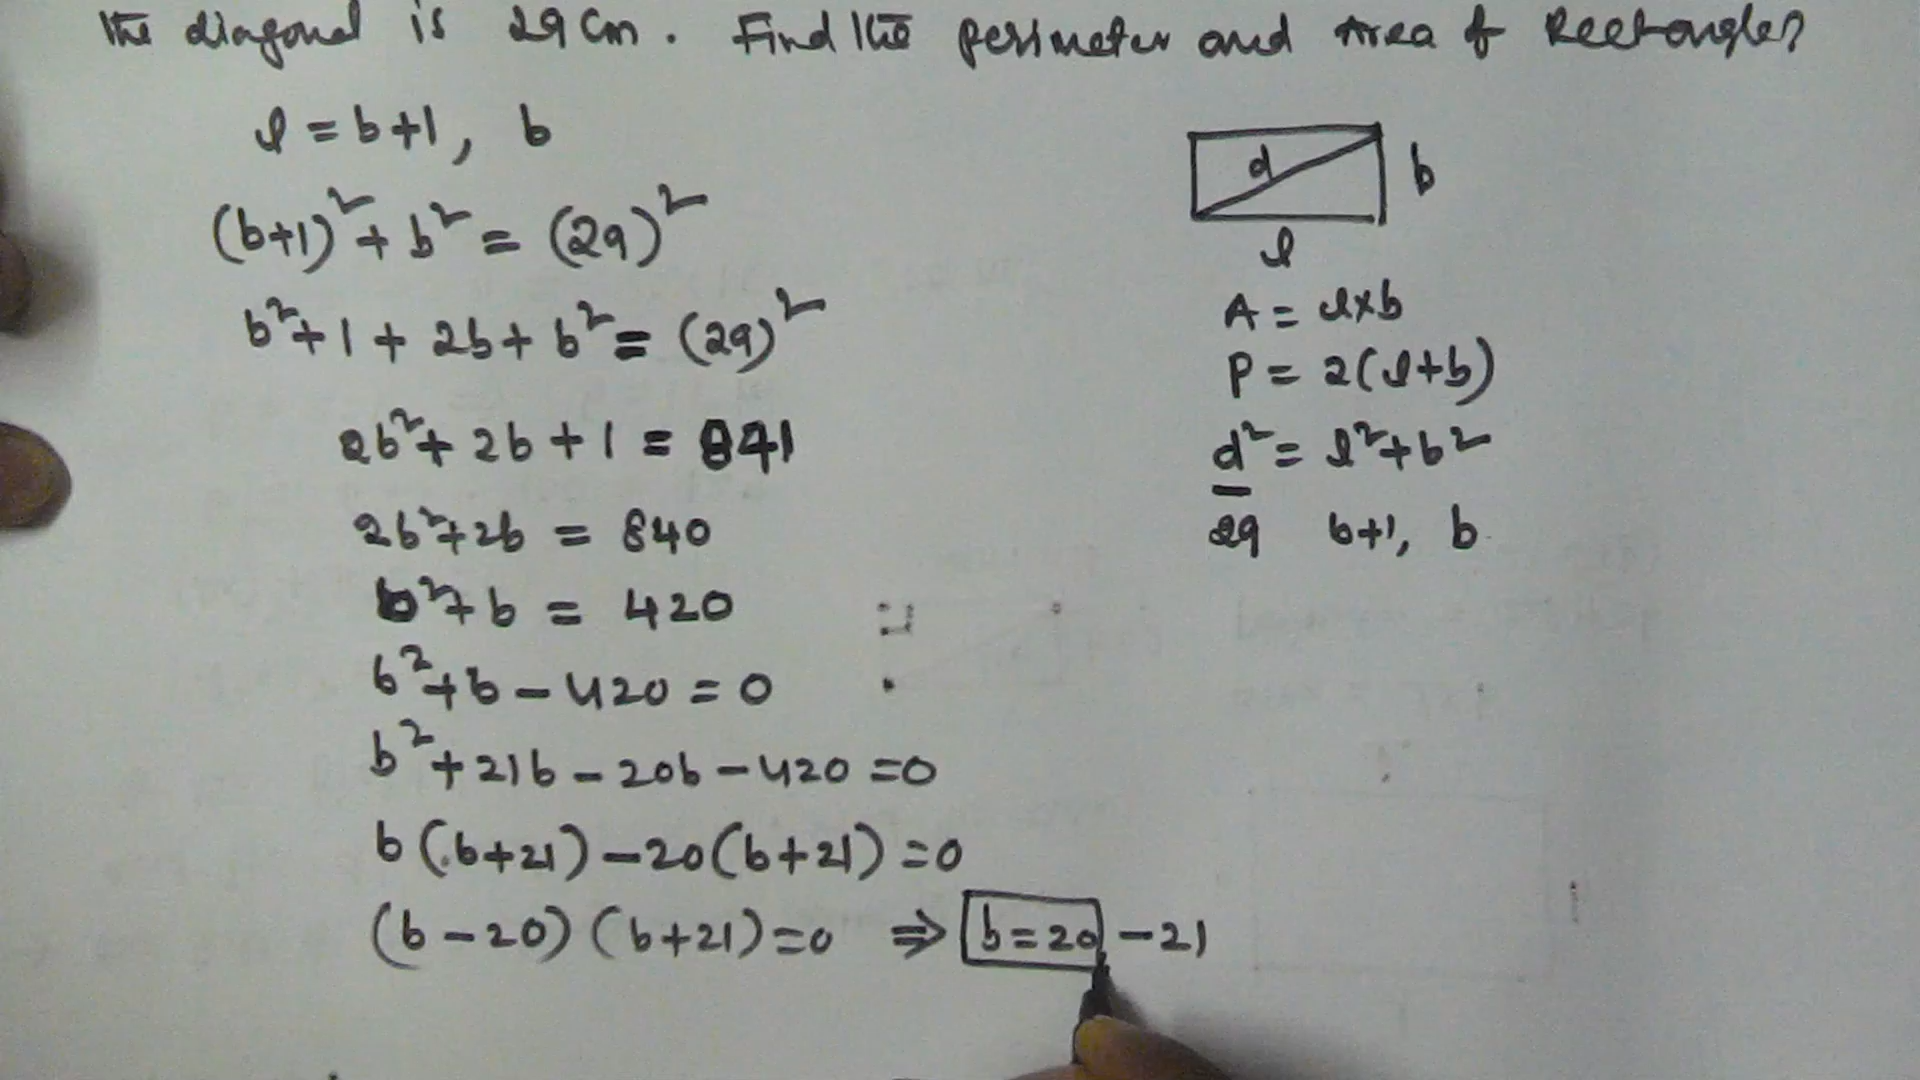 the diagonal is 29 cm. Find the perimeter and Area of Rectangle?
l = b+1, b
(b+1)² + b² = (29)²
b² + 1 + 2b + b² = (29)²
2b² + 2b + 1 = 841
2b² + 2b = 840
b² + b = 420
b² + b - 420 = 0
b² + 21b - 20b - 420 = 0
b(b+21) - 20(b+21) = 0
(b-20)(b+21) = 0 ⇒ b = 20, -21
d
b
l
A = l×b
P = 2(l+b)
d² = l² + b²
29 b+1, b